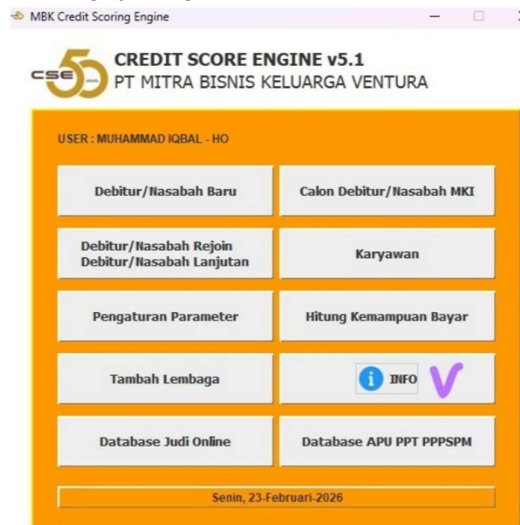 MBK Credit Scoring Engine
CSE 50
CREDIT SCORE ENGINE v5.1
PT MITRA BISNIS KELUARGA VENTURA
USER : MUHAMMAD IQBAL - HO
Debitur/Nasabah Baru
Calon Debitur/Nasabah MKI
Debitur/Nasabah Rejoin
Debitur/Nasabah Lanjutan
Karyawan
Pengaturan Parameter
Hitung Kemampuan Bayar
Tambah Lembaga
i INFO
Database Judi Online
Database APU PPT PPPSPM
Senin, 23-Februari-2026